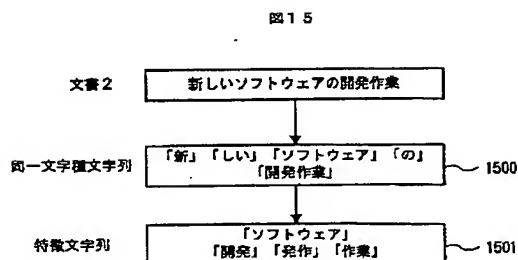 図15
文書2
新しいソフトウェアの開発作業
同一文字種文字列
「新」「しい」「ソフトウェア」「の」
「開発作業」
1500
特徴文字列
「ソフトウェア」
「開発」「発作」「作業」
1501